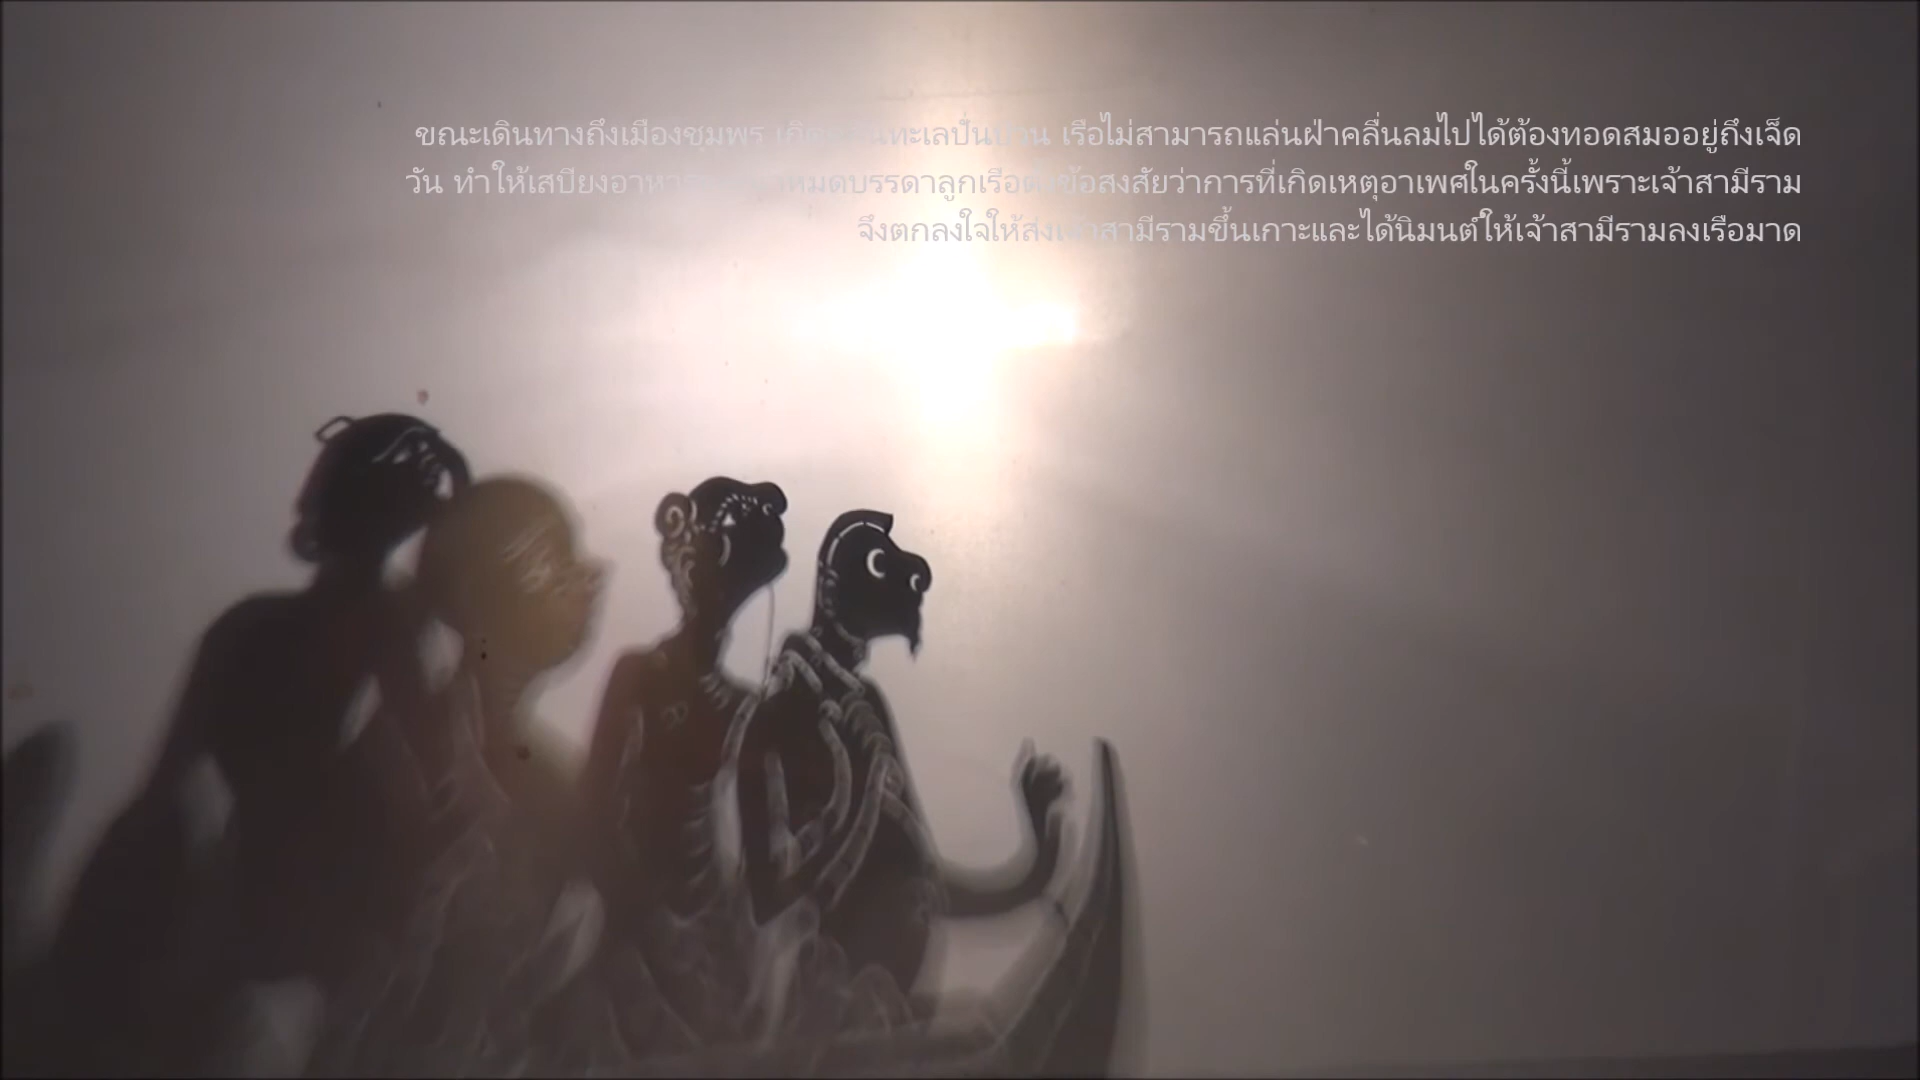 ขณะเดินทางถึงเมืองชุมพร เกิดคลื่นทะเลปั่นป่วน เรือไม่สามารถแล่นฝ่าคลื่นลมไปได้ต้องทอดสมออยู่ถึงเจ็ด
วัน ทำให้เสบียงอาหาร หมดบรรดาลูกเรือตั้งข้อสงสัยว่าการที่เกิดเหตุอาเพศในครั้งนี้เพราะเจ้าสามีราม
จึงตกลงใจให้ส่งเจ้าสามีรามขึ้นเกาะและได้นิมนต์ให้เจ้าสามีรามลงเรือมาด